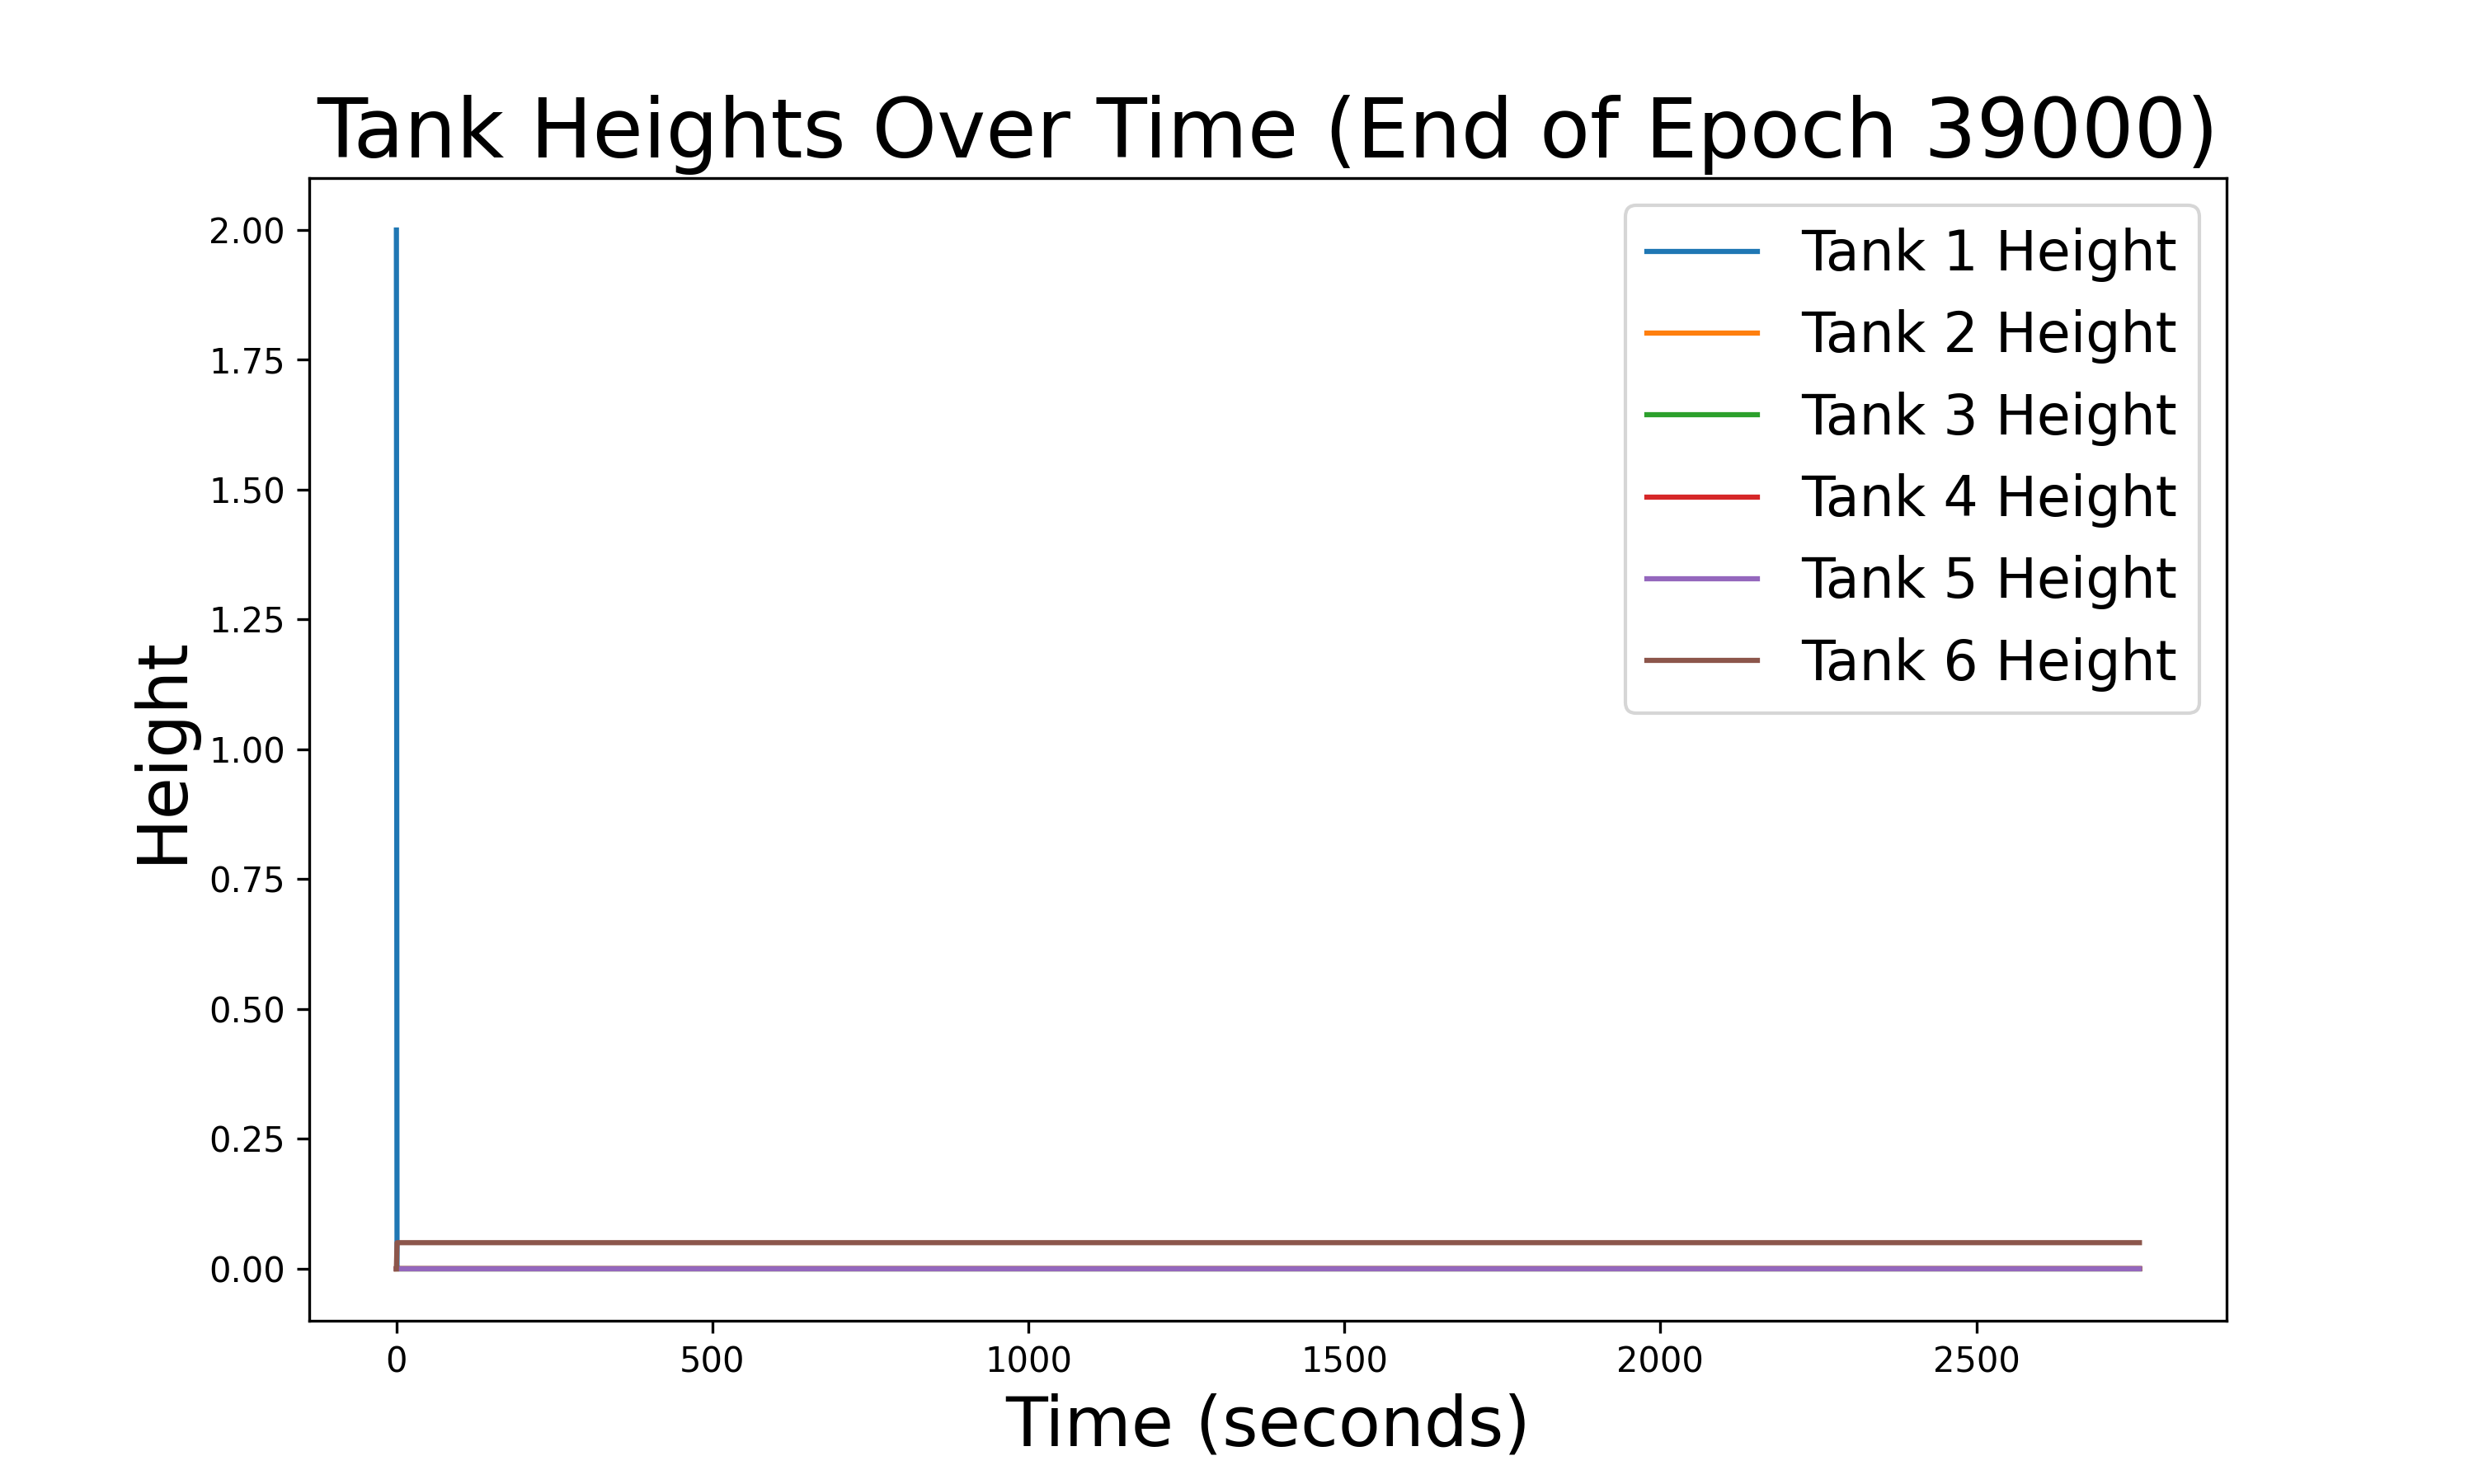 Tank Heights Over Time (End of Epoch 39000)
2.00
1.75
1.50
1.25
1.00
0.75
0.50
0.25
0.00
Height
Tank 1 Height
Tank 2 Height
Tank 3 Height
Tank 4 Height
Tank 5 Height
Tank 6 Height
0 500 1000 1500 2000 2500
Time (seconds)